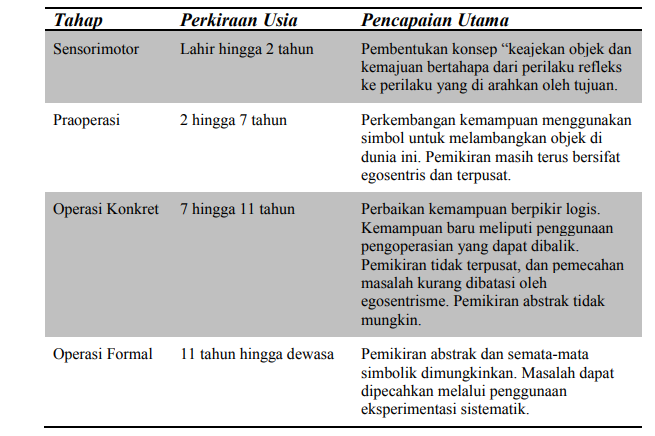 Tahap Perkiraan Usia Pencapaian Utama
Sensorimotor Lahir hingga 2 tahun Pembentukan konsep “keajekan objek dan
kemajuan bertahapa dari perilaku refleks
ke perilaku yang di arahkan oleh tujuan.
Praoperasi 2 hingga 7 tahun Perkembangan kemampuan menggunakan
simbol untuk melambangkan objek di
dunia ini. Pemikiran masih terus bersifat
egosentris dan terpusat.
Operasi Konkret 7 hingga 11 tahun Perbaikan kemampuan berpikir logis.
Kemampuan baru meliputi penggunaan
pengoperasian yang dapat dibalik.
Pemikiran tidak terpusat, dan pemecahan
masalah kurang dibatasi oleh
egosentrisme. Pemikiran abstrak tidak
mungkin.
Operasi Formal 11 tahun hingga dewasa Pemikiran abstrak dan semata-mata
simbolik dimungkinkan. Masalah dapat
dipecahkan melalui penggunaan
eksperimentasi sistematik.